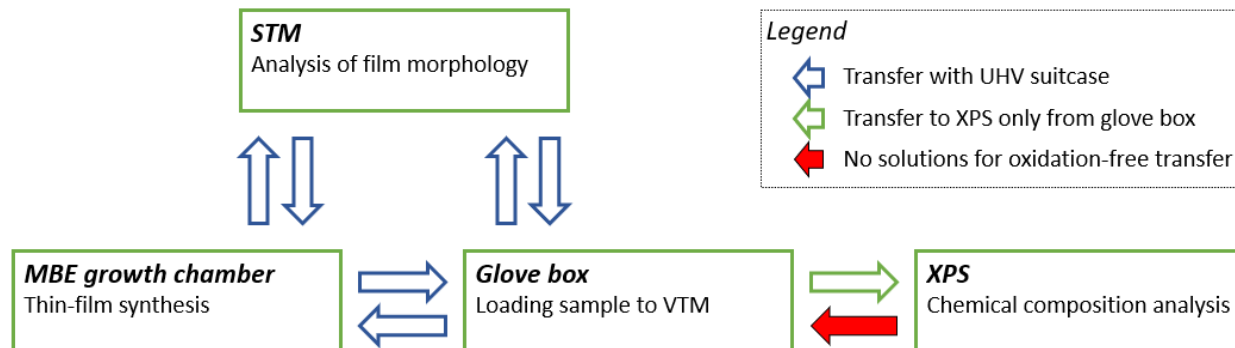 STM
Analysis of film morphology
Legend
Transfer with UHV suitcase
Transfer to XPS only from glove box
No solutions for oxidation-free transfer
MBE growth chamber
Thin-film synthesis
Glove box
Loading sample to VTM
XPS
Chemical composition analysis